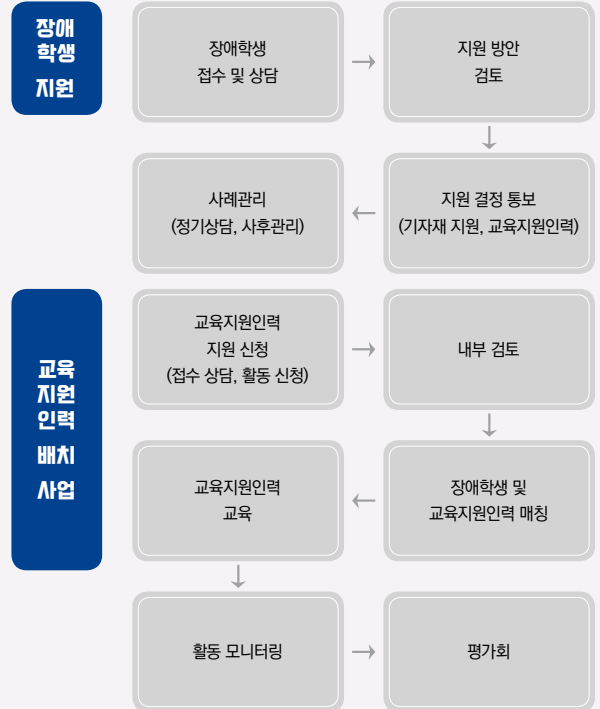 장애
학생
지원
장애학생
접수 및 상담
→
지원 방안
검토
↓
지원 결정 통보
(기자재 지원, 교육지원인력)
←
사례관리
(정기상담, 사후관리)
교육
지원
인력
배치
사업
교육지원인력
지원 신청
(접수 상담, 활동 신청)
→
내부 검토
↓
장애학생 및
교육지원인력 매칭
←
교육지원인력
교육
↓
활동 모니터링
→
평가회